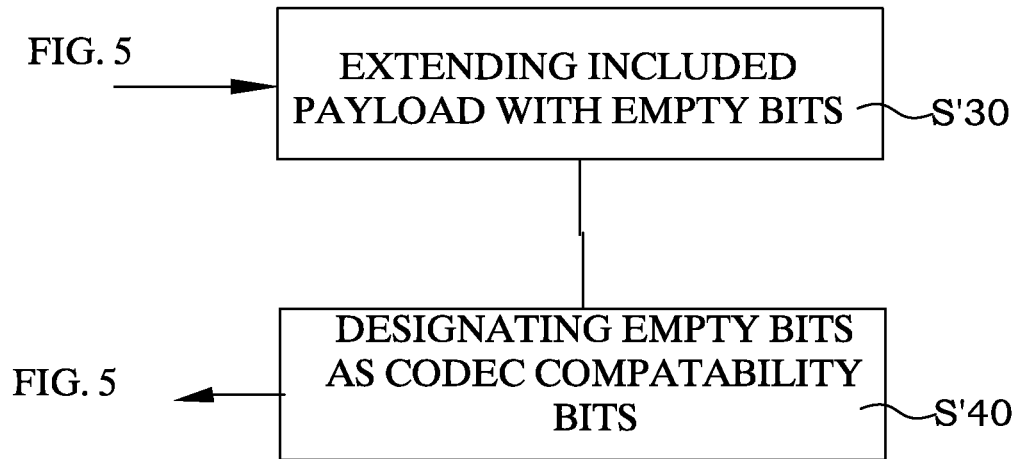 FIG. 5
EXTENDING INCLUDED
PAYLOAD WITH EMPTY BITS
S'30
DESIGNATING EMPTY BITS
AS CODEC COMPATABILITY
BITS
FIG. 5
S'40